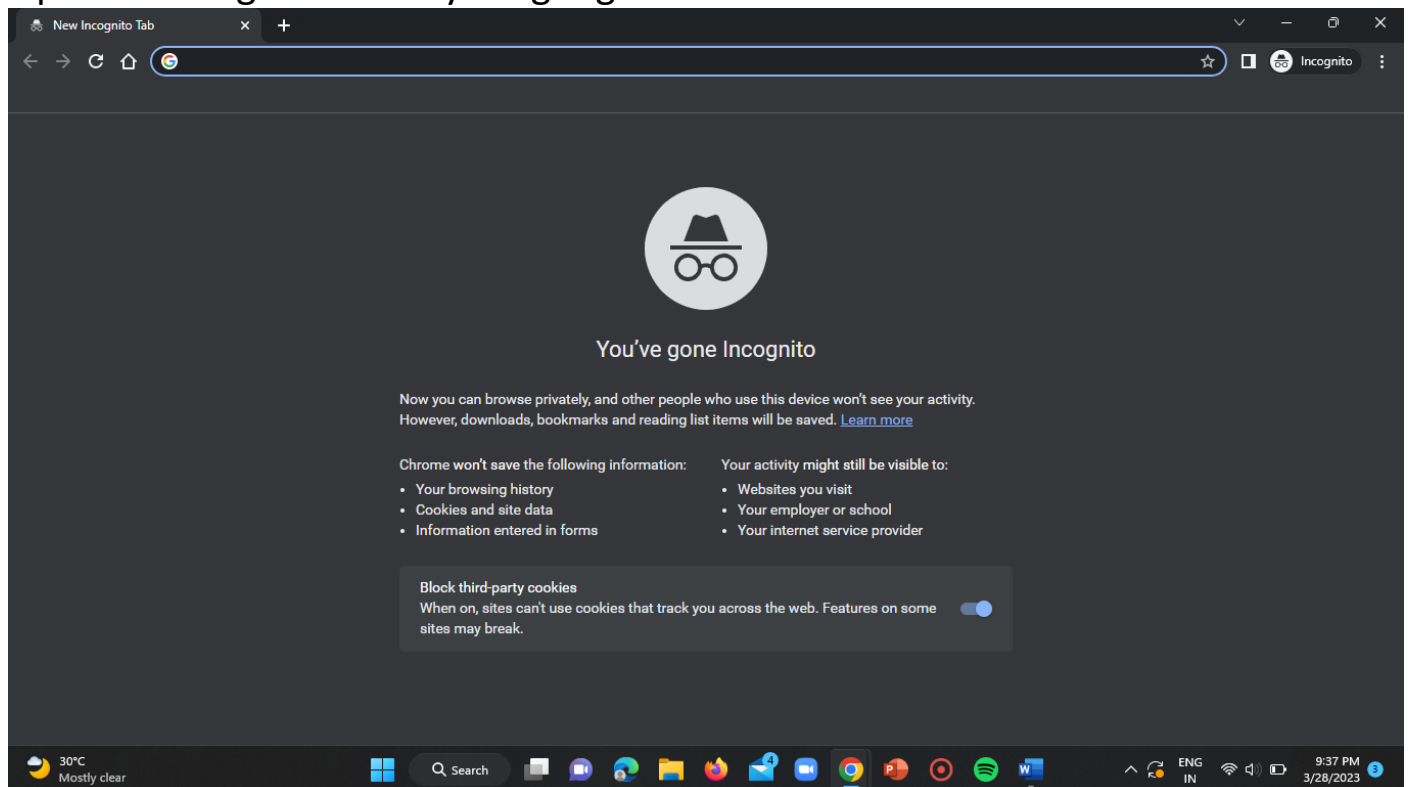 New Incognito Tab
Incognito
You've gone Incognito
Now you can browse privately, and other people who use this device won't see your activity.
However, downloads, bookmarks and reading list items will be saved. Learn more
Chrome won't save the following information:
• Your browsing history
• Cookies and site data
• Information entered in forms
Your activity might still be visible to:
• Websites you visit
• Your employer or school
• Your internet service provider
Block third-party cookies
When on, sites can't use cookies that track you across the web. Features on some
sites may break.
30°C
Mostly clear
Search
4
ENG
IN
9:37 PM
3/28/2023
3